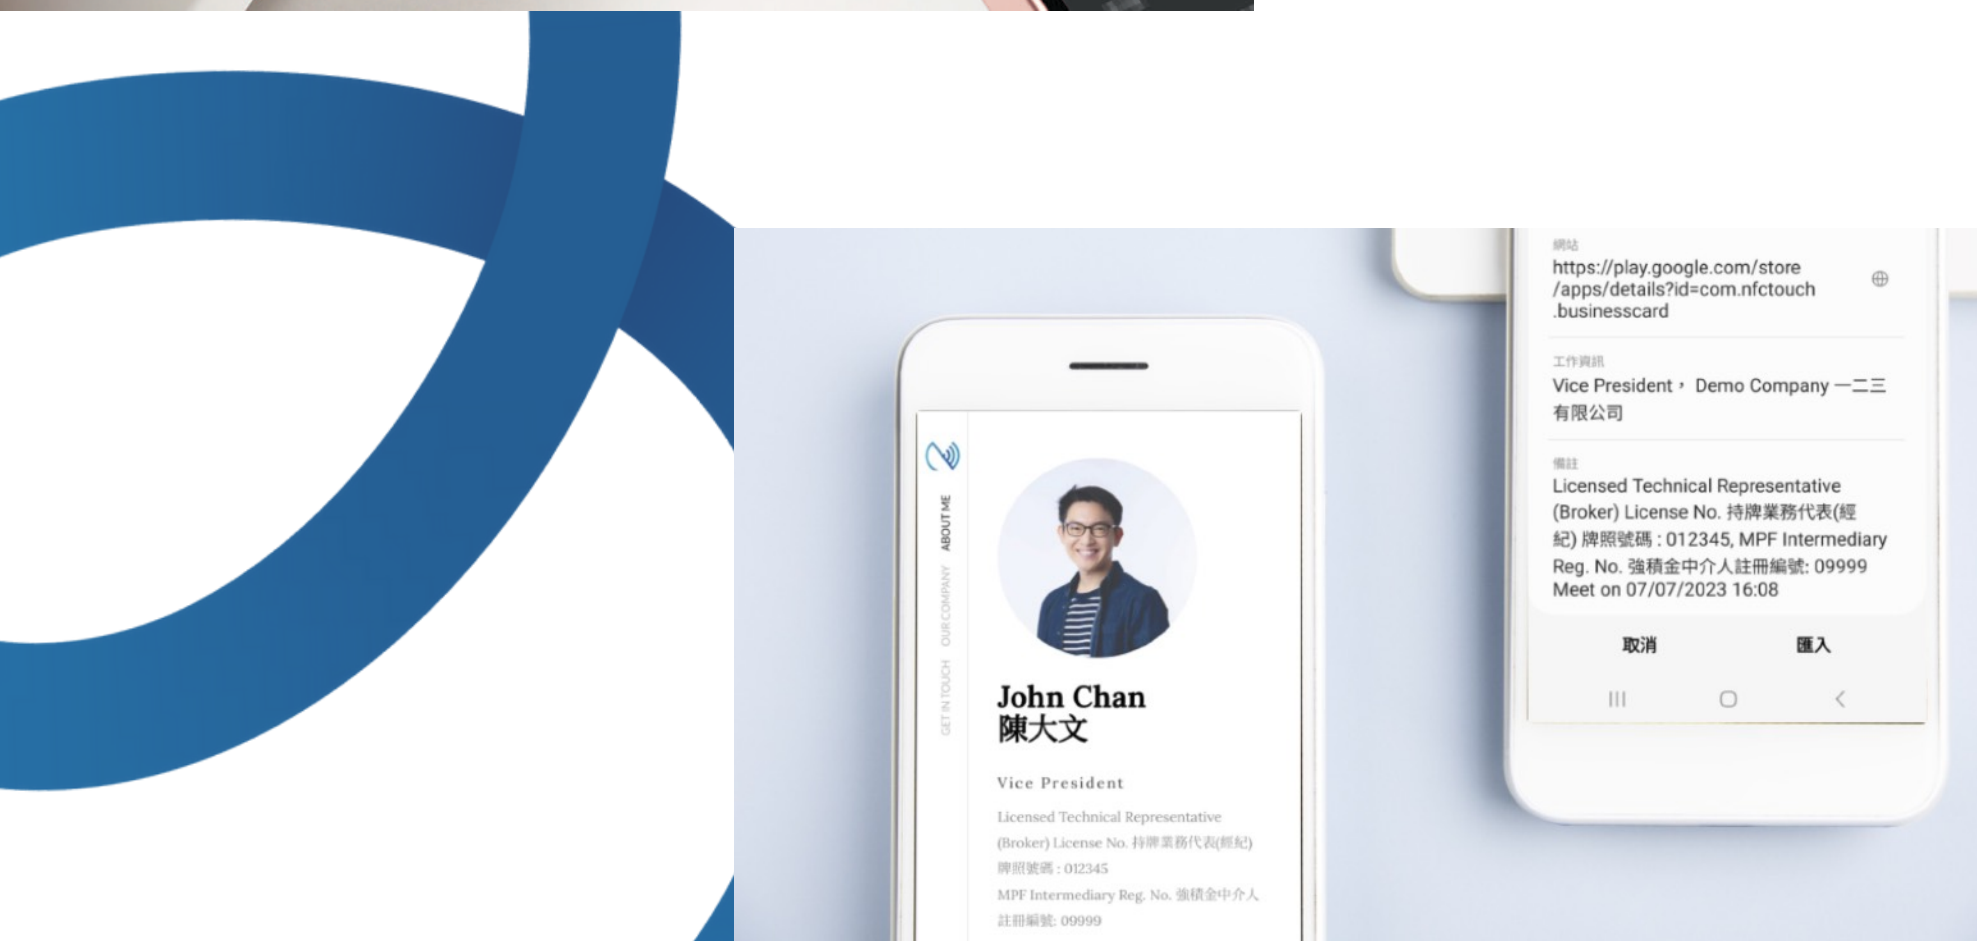 網站
https://play.google.com/store
/apps/details?id=com.nfctouch
.businesscard
工作資訊
Vice President， Demo Company 一二三
有限公司
備註
Licensed Technical Representative
(Broker) License No. 持牌業務代表(經
紀) 牌照號碼 : 012345, MPF Intermediary
Reg. No. 強積金中介人註冊編號: 09999
Meet on 07/07/2023 16:08
取消 匯入
ABOUT ME
OUR COMPANY
GET IN TOUCH
John Chan
陳大文
Vice President
Licensed Technical Representative
(Broker) License No. 持牌業務代表(經紀)
牌照號碼 : 012345
MPF Intermediary Reg. No. 強積金中介人
註冊編號: 09999